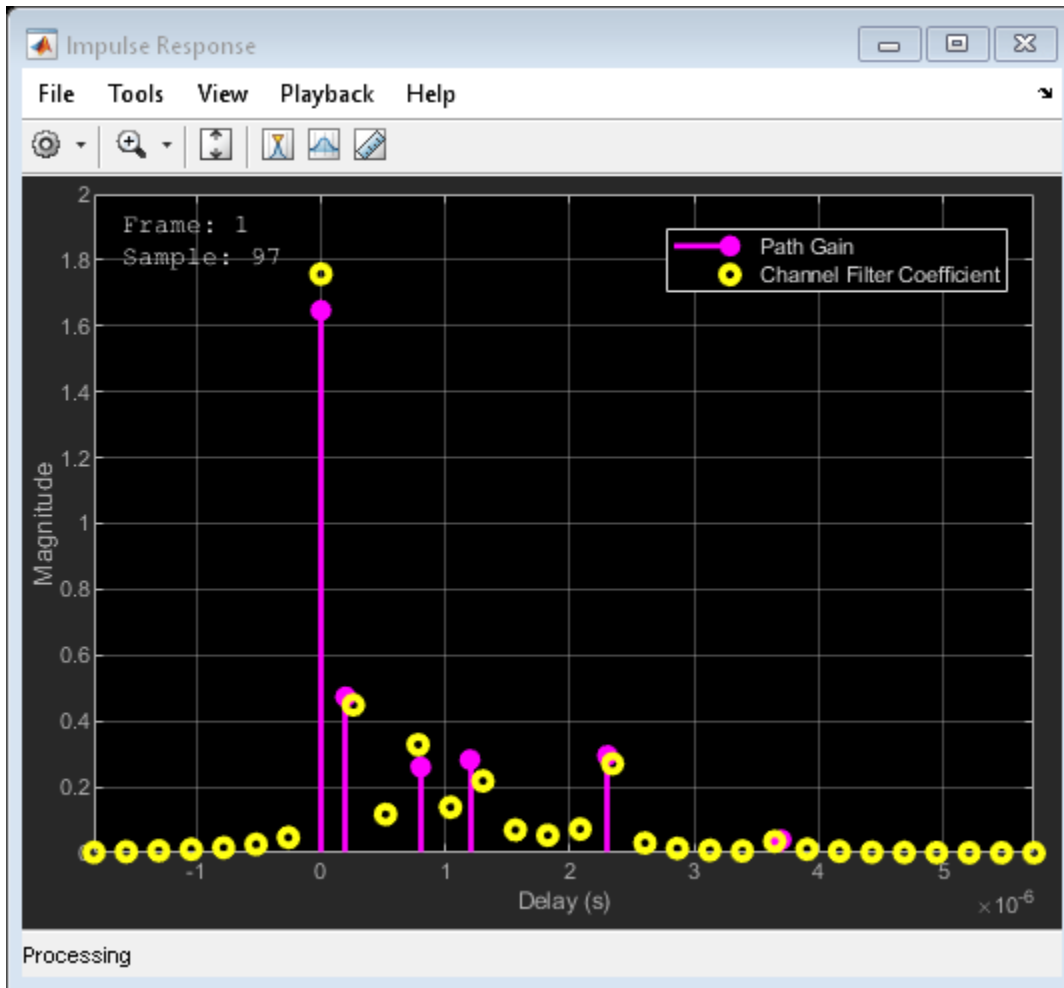 Impulse Response
File Tools View Playback Help
2
Frame: 1
Sample: 97
Path Gain
Channel Filter Coefficient
1.8
1.6
1.4
1.2
1
0.8
0.6
0.4
0.2
0
Magnitude
-1 0 1 2 3 4 5
Delay (s)
×10-6
Processing